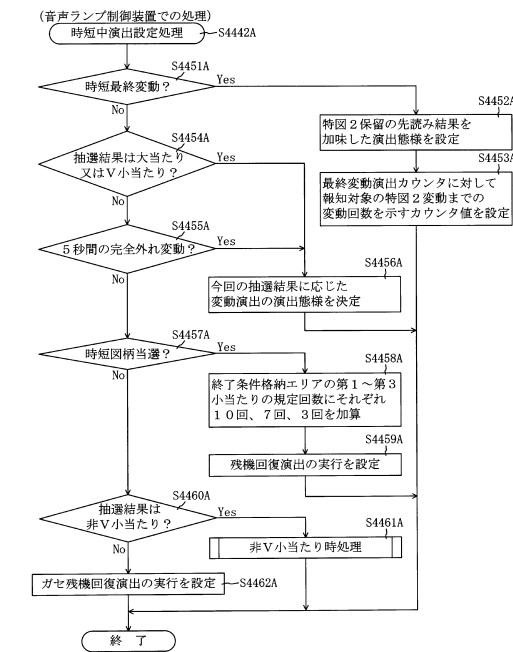 (音声ランプ制御装置での処理)
時短中演出設定処理
S4442A
時短最終変動?
S4451A
Yes
No
特図2保留の先読み結果を
加味した演出態様を設定
S4452A
最終変動演出カウンタに対して
報知対象の特図2変動までの
変動回数を示すカウンタ値を設定
S4453A
抽選結果は大当たり
又はV小当たり?
S4454A
Yes
No
5秒間の完全外れ変動?
S4455A
Yes
No
今回の抽選結果に応じた
変動演出の演出態様を決定
S4456A
時短図柄当選?
S4457A
Yes
No
終了条件格納エリアの第1~第3
小当たりの規定回数にそれぞれ
10回、7回、3回を加算
S4458A
残機回復演出の実行を設定
S4459A
抽選結果は
非V小当たり?
S4460A
Yes
No
非V小当たり時処理
S4461A
ガセ残機回復演出の実行を設定
S4462A
終 了